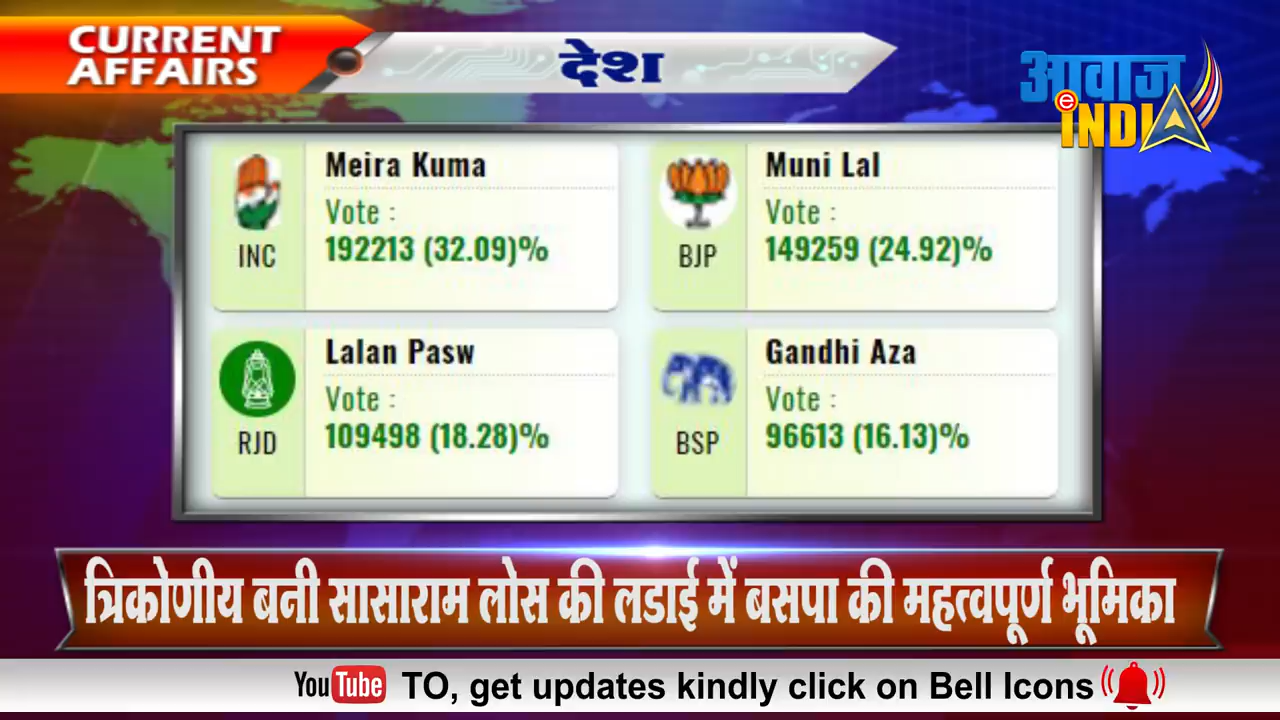 CURRENT
AFFAIRS
देश
आवाज
e INDIA
Meira Kuma
Vote :
192213 (32.09)%
INC
Muni Lal
Vote :
149259 (24.92)%
BJP
Lalan Pasw
Vote :
109498 (18.28)%
RJD
Gandhi Aza
Vote :
96613 (16.13)%
BSP
त्रिकोणीय बनी सासाराम लोस की लडाई में बसपा की महत्वपूर्ण भूमिका
YouTube TO, get updates kindly click on Bell Icons